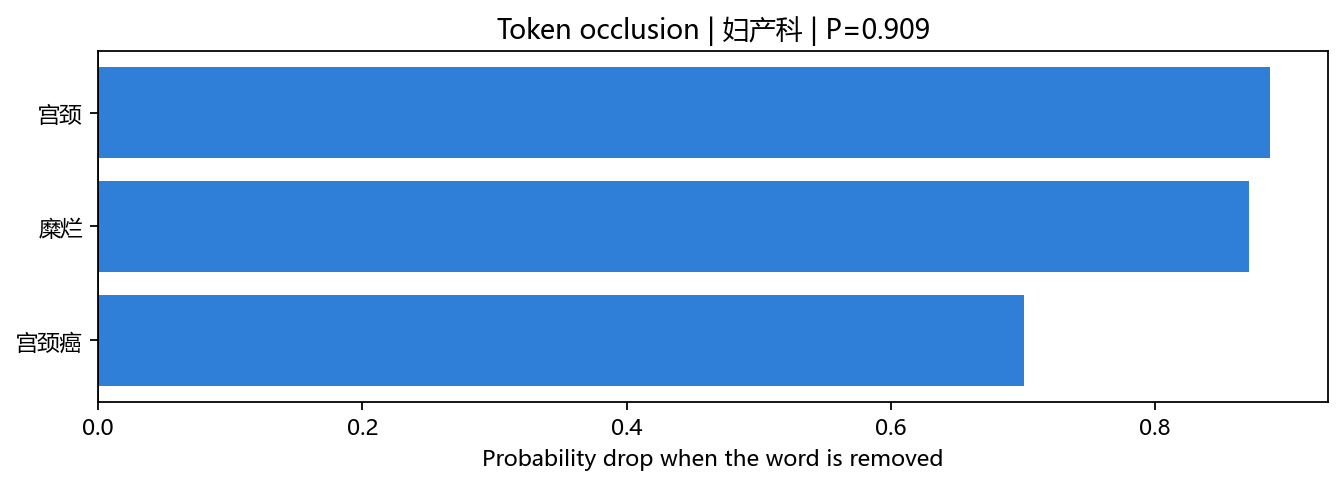 Token occlusion | 妇产科 | P=0.909
宫颈
糜烂
宫颈癌
0.0 0.2 0.4 0.6 0.8
Probability drop when the word is removed